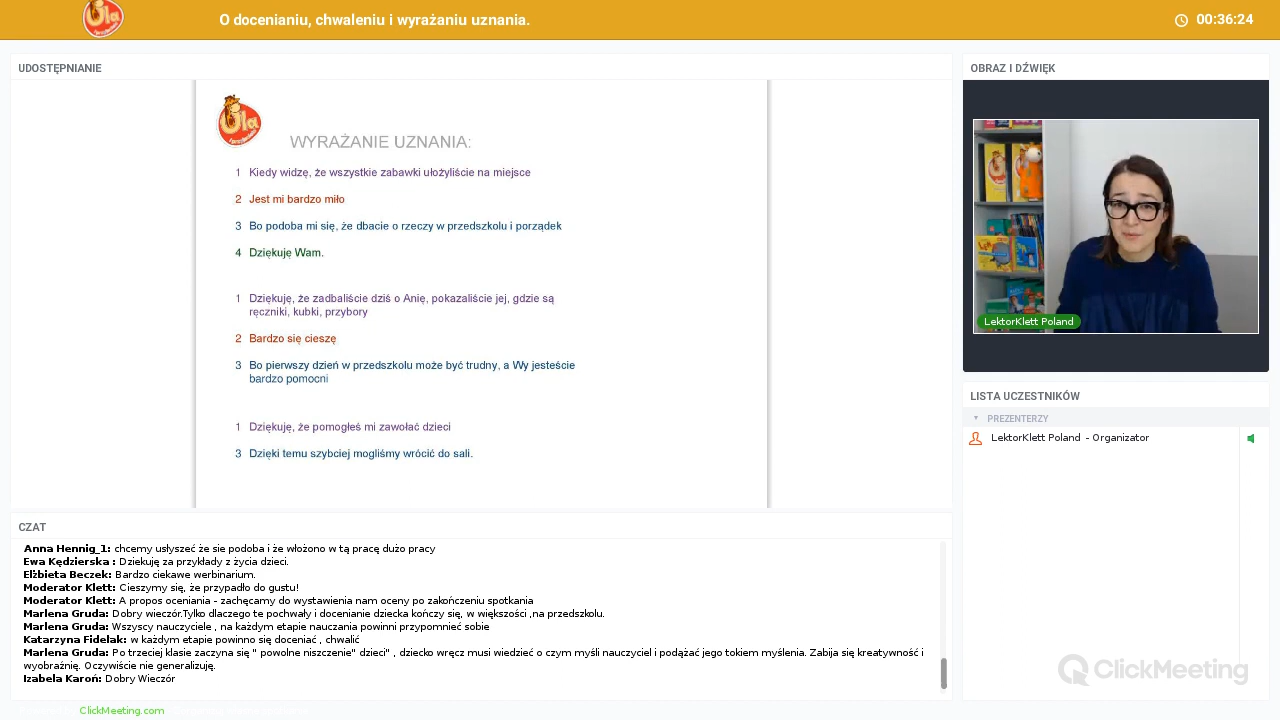 Ula
O docenianiu, chwaleniu i wyrażaniu uznania.
00:36:24
UDOSTĘPNIANIE
Ula
WYRAŻANIE UZNANIA:
1 Kiedy widzę, że wszystkie zabawki ułożyliście na miejsce
2 Jest mi bardzo miło
3 Bo podoba mi się, że dbacie o rzeczy w przedszkolu i porządek
4 Dziękuję Wam.
1 Dziękuję, że zadbaliście dziś o Anię, pokazaliście jej, gdzie są
ręczniki, kubki, przybory
2 Bardzo się cieszę
3 Bo pierwszy dzień w przedszkolu może być trudny, a Wy jesteście
bardzo pomocni
1 Dziękuję, że pomogłeś mi zawołać dzieci
3 Dzięki temu szybciej mogliśmy wrócić do sali.
CZAT
Anna Hennig_1: chcemy usłyszeć że sie podoba i że włożono w tą pracę dużo pracy
Ewa Kędzierska : Dziekuję za przykłady z życia dzieci.
Elżbieta Beczek: Bardzo ciekawe werbinarium.
Moderator Klett: Cieszymy się, że przypadło do gustu!
Moderator Klett: A propos oceniania - zachęcamy do wystawienia nam oceny po zakończeniu spotkania
Marlena Gruda: Dobry wieczór.Tylko dlaczego te pochwały i docenianie dziecka kończy się, w większości ,na przedszkolu.
Marlena Gruda: Wszyscy nauczyciele , na każdym etapie nauczania powinni przypomnieć sobie
Katarzyna Fidelak: w każdym etapie powinno się doceniać , chwalić
Marlena Gruda: Po trzeciej klasie zaczyna się " powolne niszczenie" dzieci" , dziecko wręcz musi wiedzieć o czym myśli nauczyciel i podążać jego tokiem myślenia. Zabija się kreatywność i
wyobraźnię. Oczywiście nie generalizuję.
Izabela Karoń: Dobry Wieczór
ClickMeeting.com
OBRAZ I DŹWIĘK
LektorKlett Poland
LISTA UCZESTNIKÓW
PREZENTERZY
LektorKlett Poland - Organizator
ClickMeeting